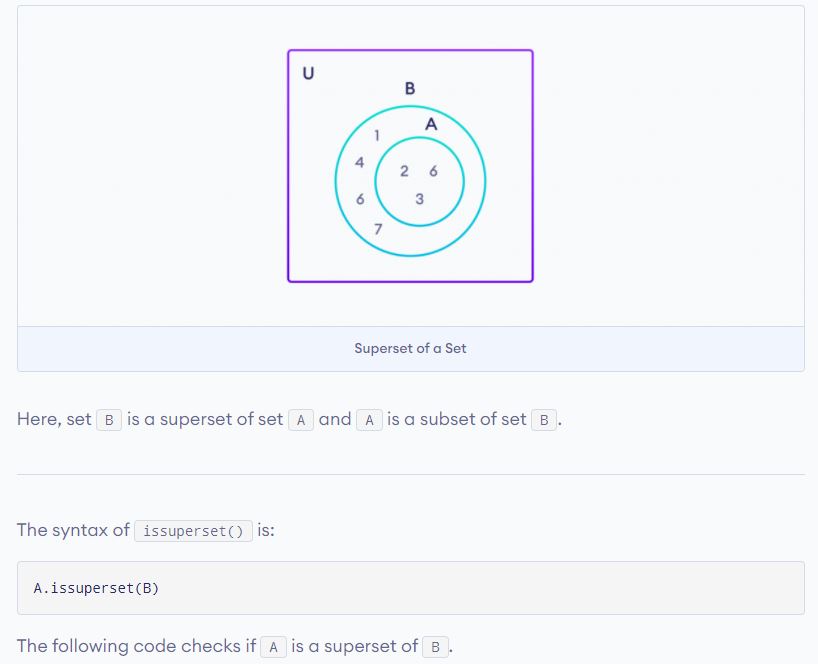 U
B
A
1
4
2 6
6
3
7
Superset of a Set
Here, set B is a superset of set A and A is a subset of set B.
The syntax of issuperset() is:
A.issuperset(B)
The following code checks if A is a superset of B.